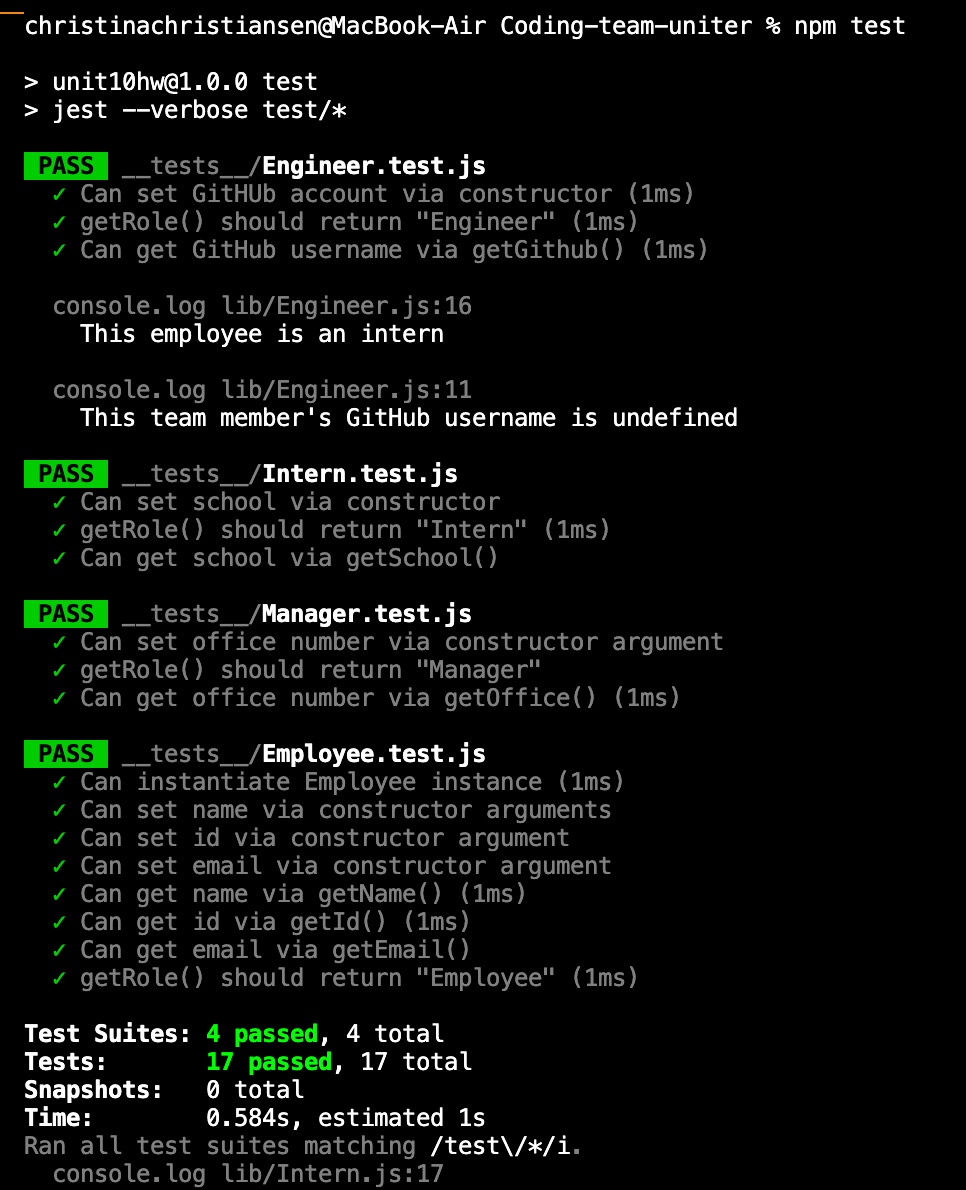 christinachristiansen@MacBook-Air Coding-team-uniter % npm test
> unit10hw@1.0.0 test
> jest --verbose test/*
PASS __tests__/Engineer.test.js
✓ Can set GitHUb account via constructor (1ms)
✓ getRole() should return "Engineer" (1ms)
✓ Can get GitHub username via getGithub() (1ms)
console.log lib/Engineer.js:16
This employee is an intern
console.log lib/Engineer.js:11
This team member's GitHub username is undefined
PASS __tests__/Intern.test.js
✓ Can set school via constructor
✓ getRole() should return "Intern" (1ms)
✓ Can get school via getSchool()
PASS __tests__/Manager.test.js
✓ Can set office number via constructor argument
✓ getRole() should return "Manager"
✓ Can get office number via getOffice() (1ms)
PASS __tests__/Employee.test.js
✓ Can instantiate Employee instance (1ms)
✓ Can set name via constructor arguments
✓ Can set id via constructor argument
✓ Can set email via constructor argument
✓ Can get name via getName() (1ms)
✓ Can get id via getId() (1ms)
✓ Can get email via getEmail()
✓ getRole() should return "Employee" (1ms)
Test Suites: 4 passed, 4 total
Tests: 17 passed, 17 total
Snapshots: 0 total
Time: 0.584s, estimated 1s
Ran all test suites matching /test\/*/i.
console.log lib/Intern.js:17